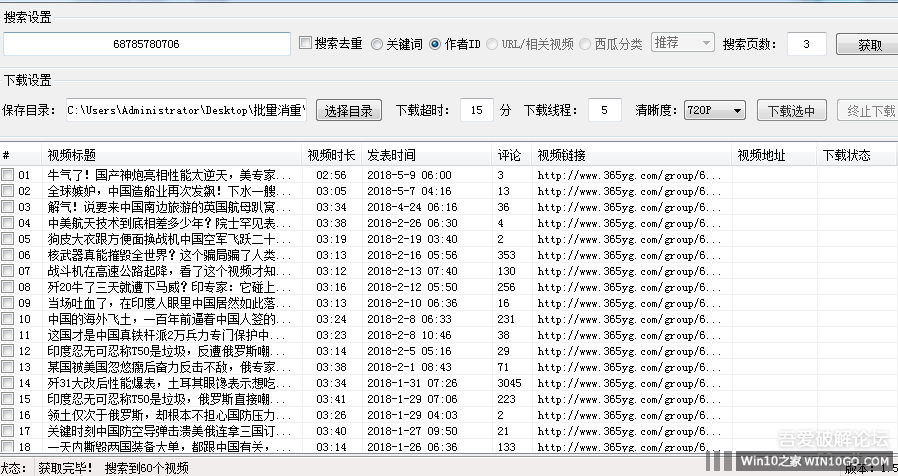 搜索设置
68785780706 搜索去重 关键词 作者ID URL/相关视频 西瓜分类 推荐 搜索页数: 3 获取
下载设置
保存目录: C:\Users\Administrator\Desktop\批量消重\ 选择目录 下载超时: 15 分 下载线程: 5 清晰度: 720P 下载选中 终止下载
# 视频标题 视频时长 发表时间 评论 视频链接 视频地址 下载状态
01 牛气了！国产神炮亮相性能太逆天，美专家... 02:56 2018-5-9 06:00 3 http://www.365yg.com/group/6...
02 全球嫉妒，中国造船业再次发飙！下水一艘... 03:05 2018-5-7 04:16 13 http://www.365yg.com/group/6...
03 解气！说要来中国南边旅游的英国航母趴窝... 03:34 2018-4-24 06:16 36 http://www.365yg.com/group/6...
04 中美航天技术到底相差多少年？院士罕见表... 03:38 2018-2-26 06:30 4 http://www.365yg.com/group/6...
05 狗皮大衣跟方便面换战机中国空军飞跃二十... 03:19 2018-2-19 03:40 2 http://www.365yg.com/group/6...
06 核武器真能摧毁全世界？这个骗局骗了人类... 03:13 2018-2-16 05:56 353 http://www.365yg.com/group/6...
07 战斗机在高速公路起降，看了这个视频才知... 03:12 2018-2-13 07:40 130 http://www.365yg.com/group/6...
08 歼20牛了三天就遭下马威？印专家：它碰上... 03:16 2018-2-12 05:50 256 http://www.365yg.com/group/6...
09 当场吐血了，在印度人眼里中国居然如此落... 03:13 2018-2-10 06:36 16 http://www.365yg.com/group/6...
10 中国的海外飞土，一百年前逼着中国人签的... 03:24 2018-2-8 06:33 231 http://www.365yg.com/group/6...
11 这国才是中国真铁杆派2万兵力专门保护中... 03:23 2018-2-8 10:46 38 http://www.365yg.com/group/6...
12 印度忍无可忍称T50是垃圾，反遭俄罗斯嘲... 03:14 2018-2-5 05:16 29 http://www.365yg.com/group/6...
13 某国被美国忽悠瘸后奋力反击不敌，俄专家... 03:38 2018-2-1 08:43 71 http://www.365yg.com/group/6...
14 歼31大改后性能爆表，土耳其眼馋表示想吃... 03:34 2018-1-31 07:26 3045 http://www.365yg.com/group/6...
15 印度忍无可忍称T50是垃圾，俄罗斯直接嘲... 03:41 2018-1-29 07:06 223 http://www.365yg.com/group/6...
16 领土仅次于俄罗斯，却根本不担心国防压力... 03:26 2018-1-29 04:03 2 http://www.365yg.com/group/6...
17 关键时刻中国防空导弹击溃美俄连拿三国订... 03:40 2018-1-27 09:50 21 http://www.365yg.com/group/6...
18 一天内撕毁两国装备大单，都跟中国有关，... 03:14 2018-1-26 06:36 133 http://www.365yg.com/group/6...
吾爱破解论坛
状态: 获取完毕! 搜索到60个视频 版本: 1.5
Win10之家 WIN10GO.COM